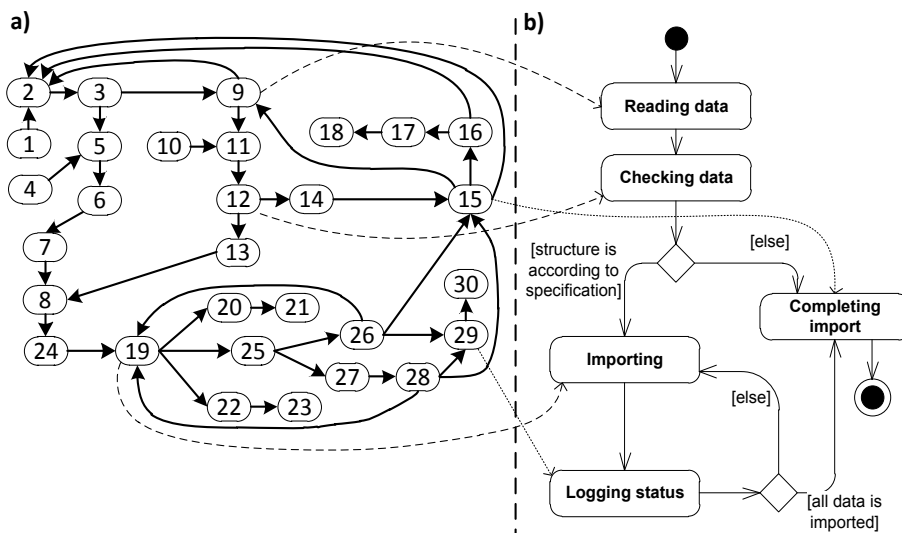 a)
b)
2
3
9
1
5
10
11
18
17
16
4
6
12
14
15
7
13
8
30
20
21
26
29
24
19
25
27
28
22
23
Reading data
Checking data
[structure is
according to
specification]
[else]
Completing
import
Importing
[else]
Logging status
[all data is
imported]